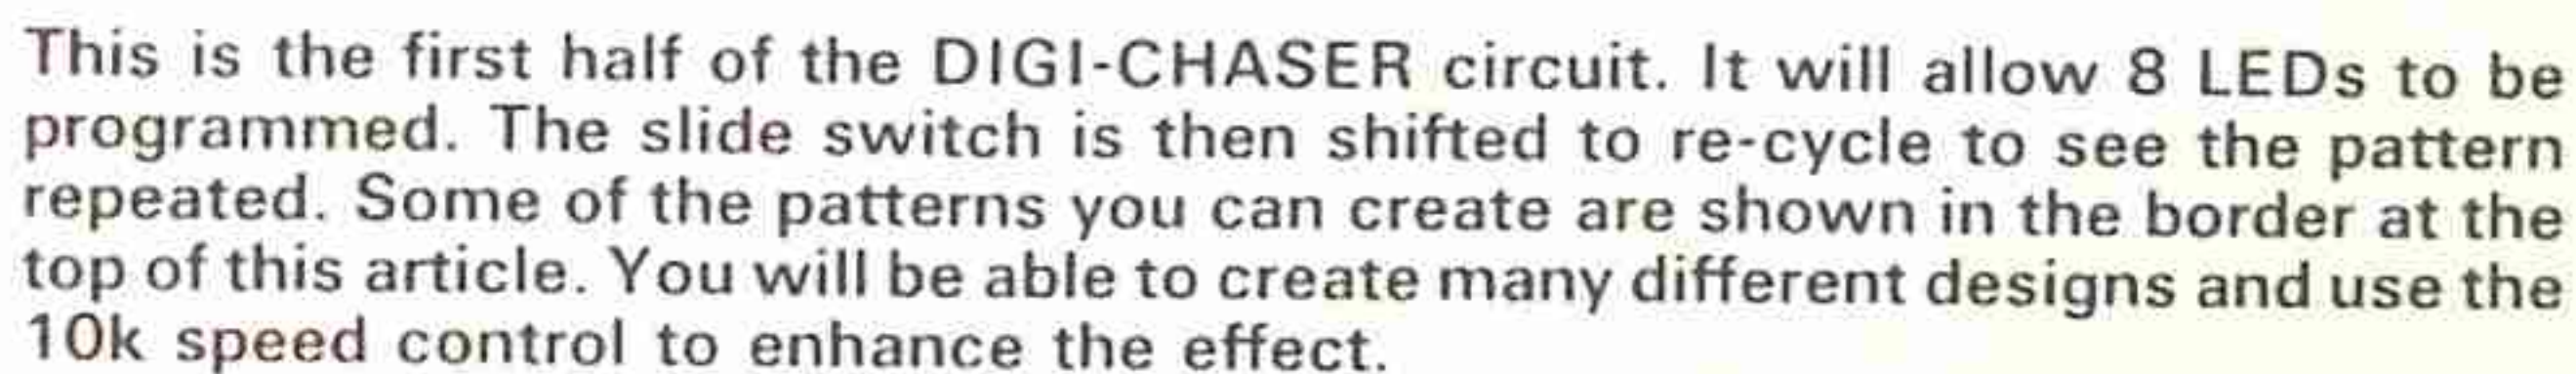 This is the first half of the DIGI-CHASER circuit. It will allow 8 LEDs to be
programmed. The slide switch is then shifted to re-cycle to see the pattern
repeated. Some of the patterns you can create are shown in the border at the
top of this article. You will be able to create many different designs and use the
10k speed control to enhance the effect.